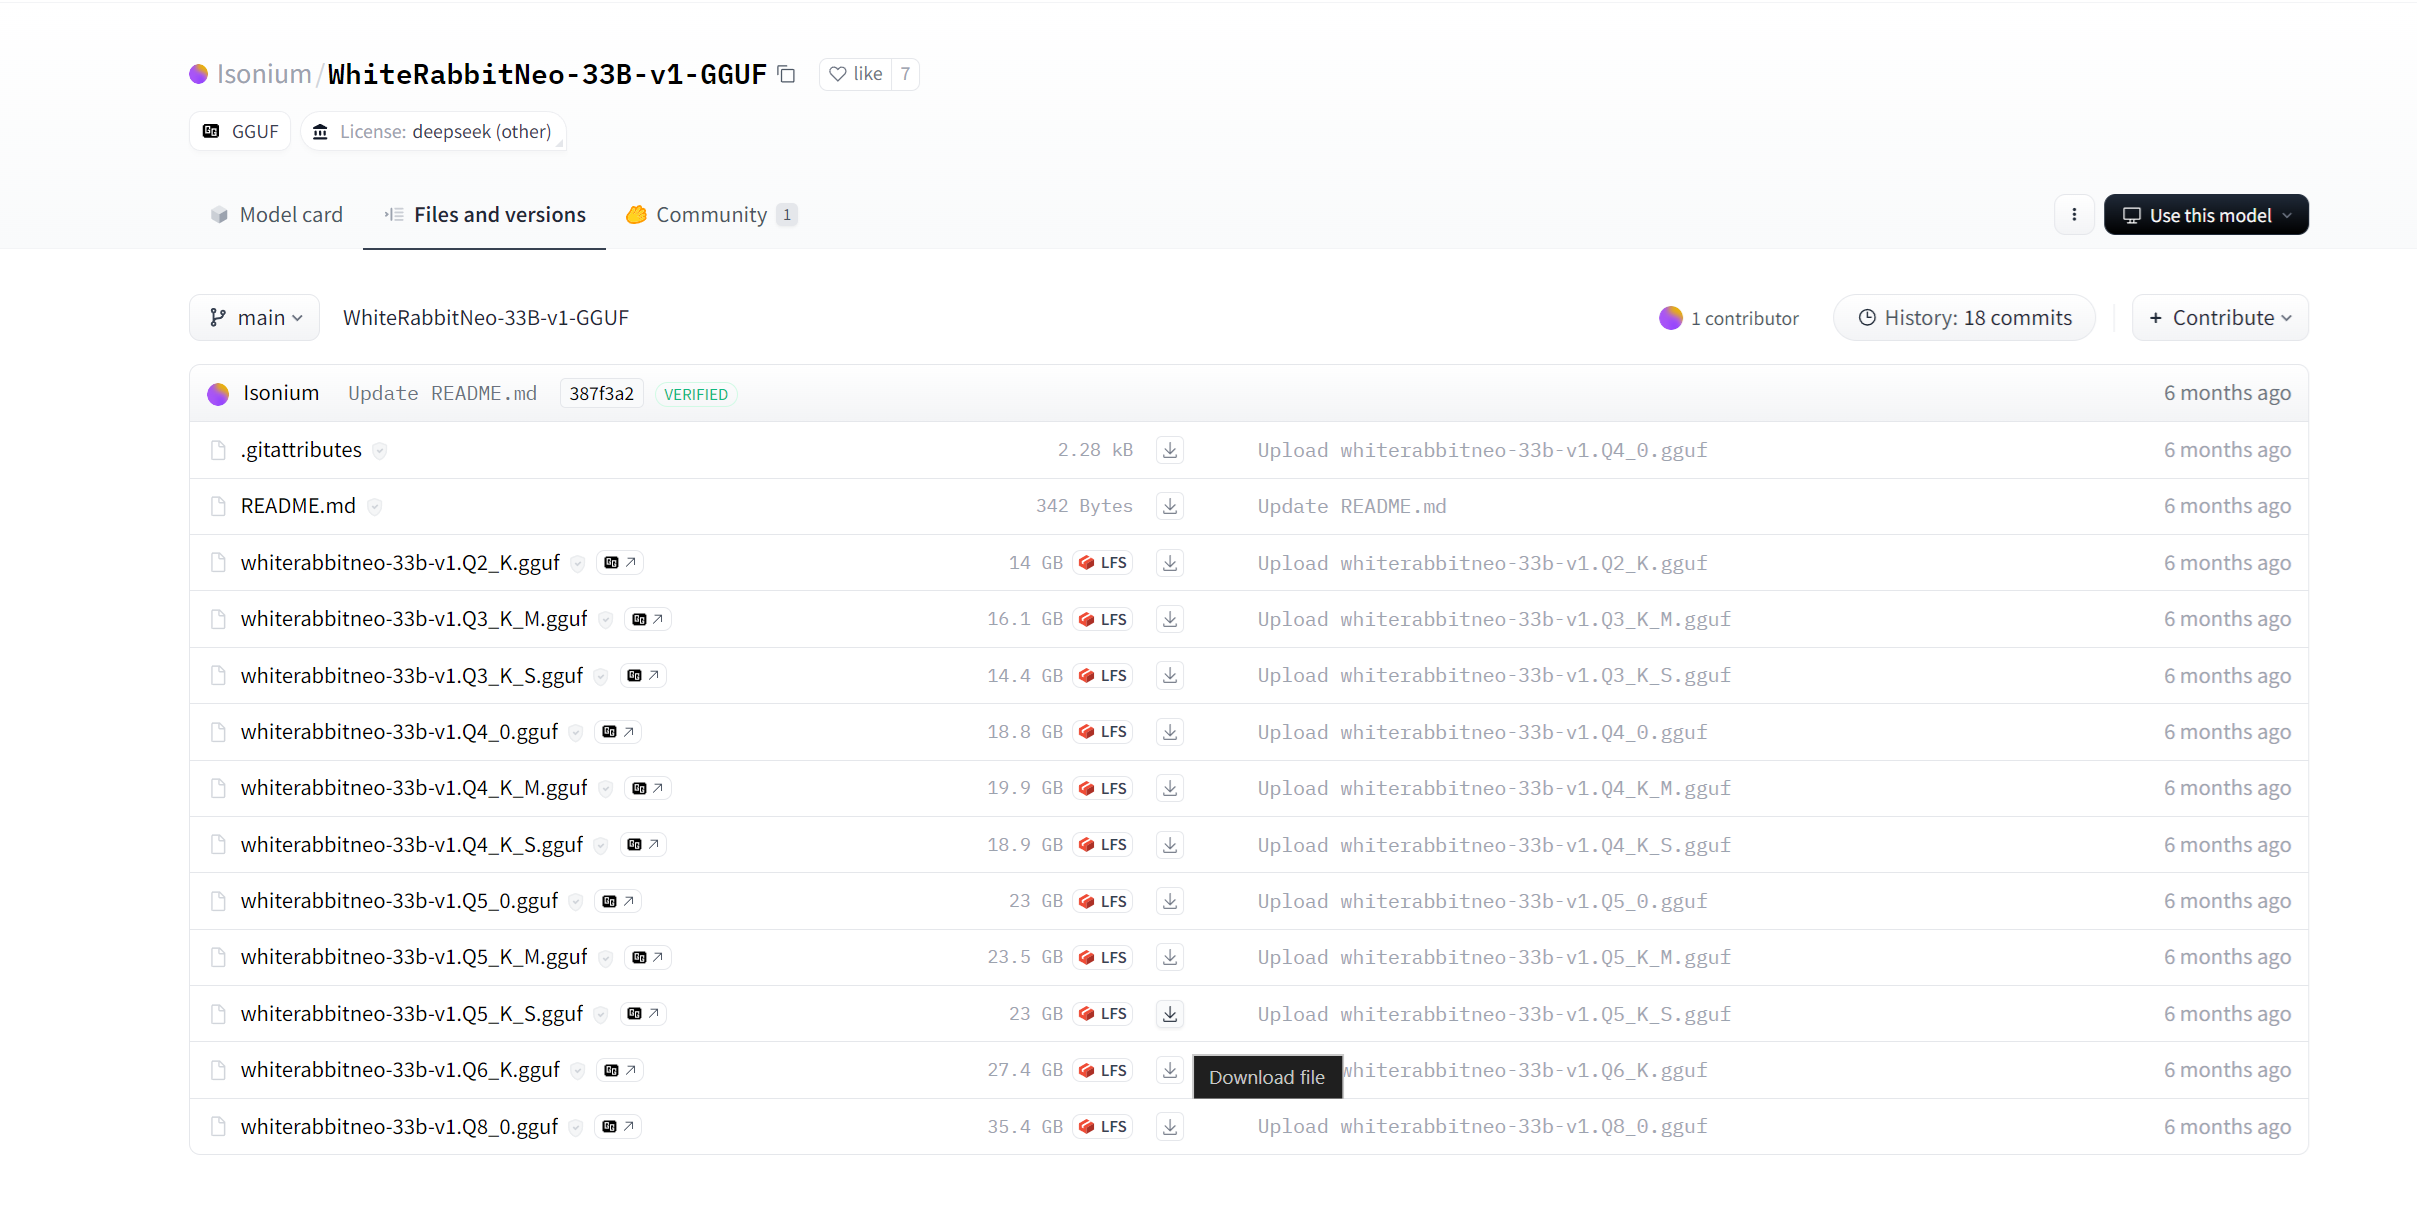 Isonium/WhiteRabbitNeo-33B-v1-GGUF like 7
GGUF License: deepseek (other)
Model card Files and versions Community 1 Use this model
main WhiteRabbitNeo-33B-v1-GGUF 1 contributor History: 18 commits + Contribute
Isonium Update README.md 387f3a2 VERIFIED 6 months ago
.gitattributes 2.28 kB Upload whiterabbitneo-33b-v1.Q4_0.gguf 6 months ago
README.md 342 Bytes Update README.md 6 months ago
whiterabbitneo-33b-v1.Q2_K.gguf 14 GB LFS Upload whiterabbitneo-33b-v1.Q2_K.gguf 6 months ago
whiterabbitneo-33b-v1.Q3_K_M.gguf 16.1 GB LFS Upload whiterabbitneo-33b-v1.Q3_K_M.gguf 6 months ago
whiterabbitneo-33b-v1.Q3_K_S.gguf 14.4 GB LFS Upload whiterabbitneo-33b-v1.Q3_K_S.gguf 6 months ago
whiterabbitneo-33b-v1.Q4_0.gguf 18.8 GB LFS Upload whiterabbitneo-33b-v1.Q4_0.gguf 6 months ago
whiterabbitneo-33b-v1.Q4_K_M.gguf 19.9 GB LFS Upload whiterabbitneo-33b-v1.Q4_K_M.gguf 6 months ago
whiterabbitneo-33b-v1.Q4_K_S.gguf 18.9 GB LFS Upload whiterabbitneo-33b-v1.Q4_K_S.gguf 6 months ago
whiterabbitneo-33b-v1.Q5_0.gguf 23 GB LFS Upload whiterabbitneo-33b-v1.Q5_0.gguf 6 months ago
whiterabbitneo-33b-v1.Q5_K_M.gguf 23.5 GB LFS Upload whiterabbitneo-33b-v1.Q5_K_M.gguf 6 months ago
whiterabbitneo-33b-v1.Q5_K_S.gguf 23 GB LFS Upload whiterabbitneo-33b-v1.Q5_K_S.gguf 6 months ago
whiterabbitneo-33b-v1.Q6_K.gguf 27.4 GB LFS Download file whiterabbitneo-33b-v1.Q6_K.gguf 6 months ago
whiterabbitneo-33b-v1.Q8_0.gguf 35.4 GB LFS Upload whiterabbitneo-33b-v1.Q8_0.gguf 6 months ago